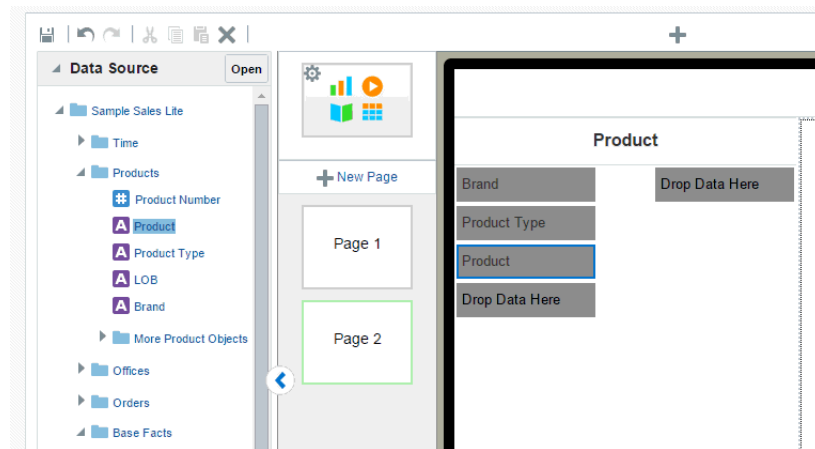 Data Source
Open
Sample Sales Lite
Time
Products
# Product Number
A Product
A Product Type
A LOB
A Brand
More Product Objects
Offices
Orders
Base Facts
New Page
Page 1
Page 2
Product
Brand
Drop Data Here
Product Type
Product
Drop Data Here